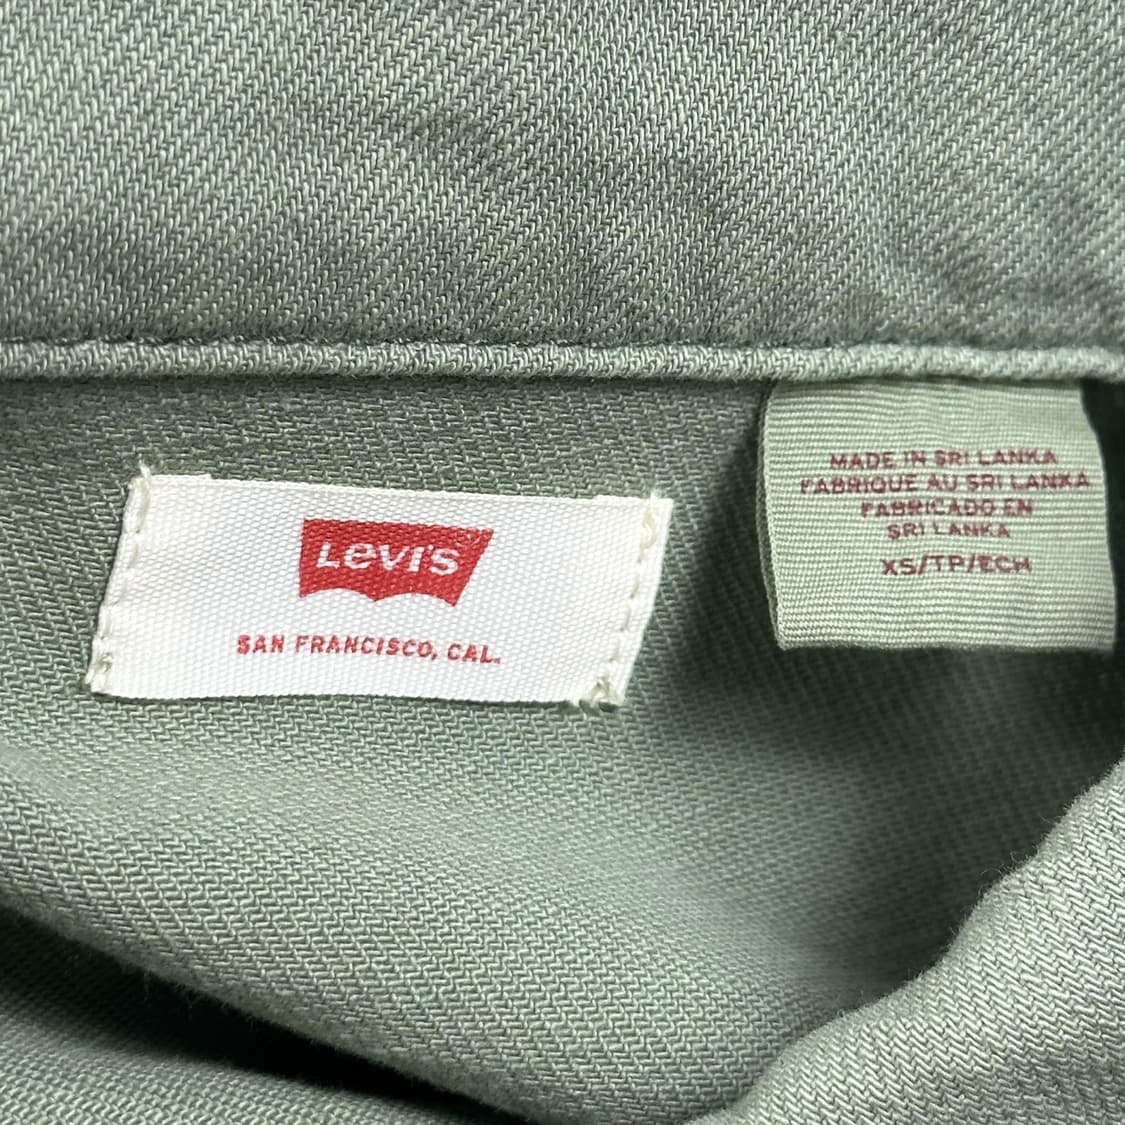 LEVI'S
SAN FRANCISCO, CAL.
MADE IN SRI LANKA
FABRIQUE AU SRI LANKA
FABRICADO EN
SRI LANKA
XS/TP/ECH